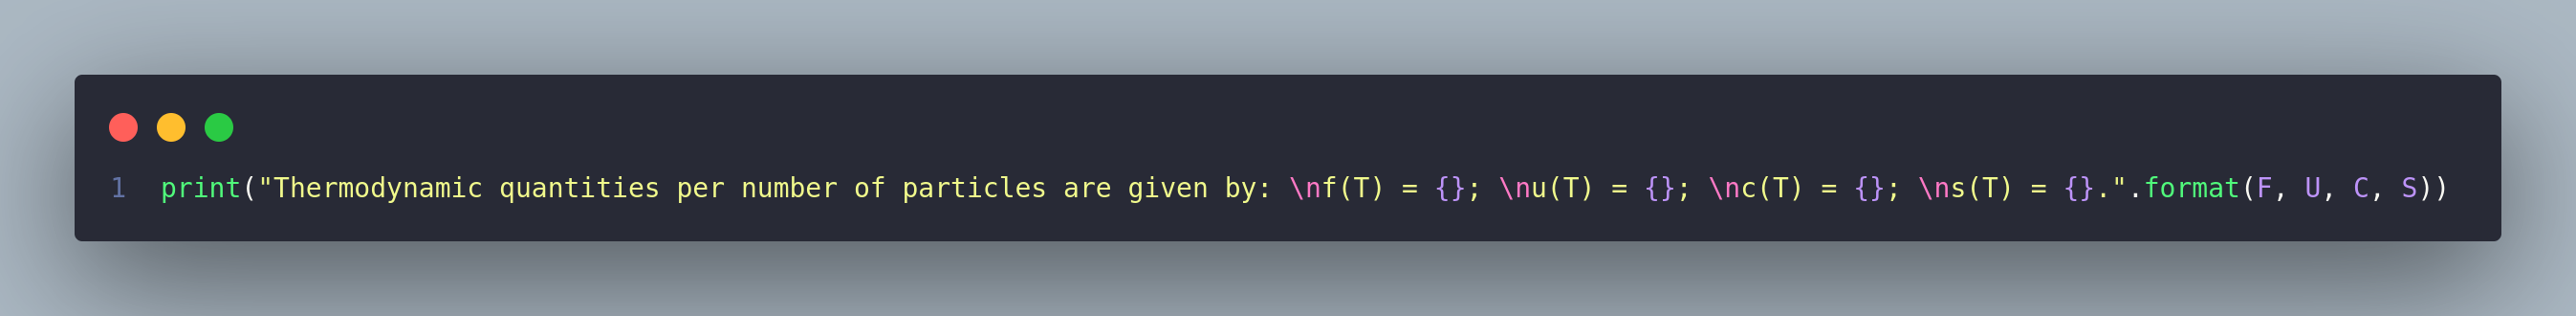 1 print("Thermodynamic quantities per number of particles are given by: \nf(T) = {}; \nu(T) = {}; \nc(T) = {}; \ns(T) = {}.".format(F, U, C, S))